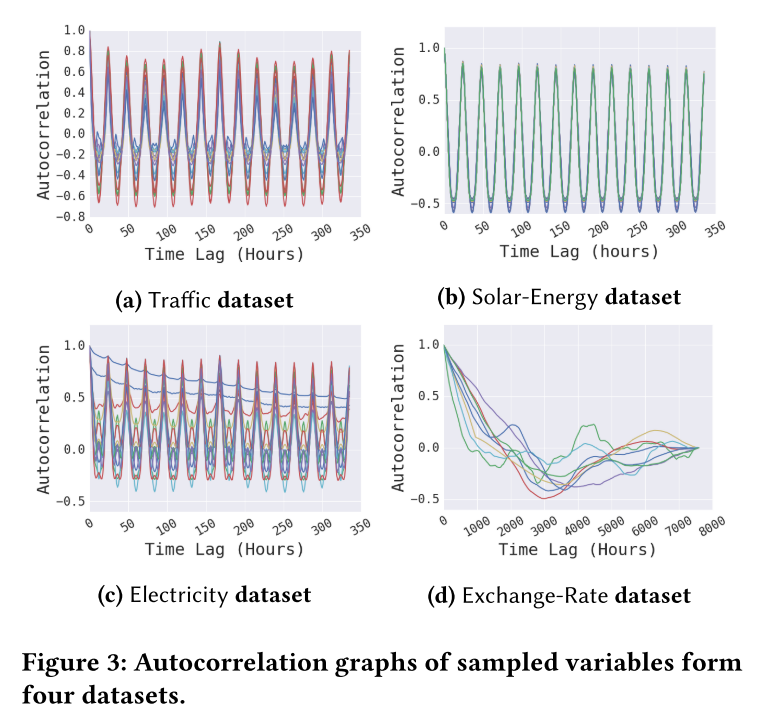 1.0
0.8
0.6
0.4
0.2
0.0
−0.2
−0.4
−0.6
−0.8
Autocorrelation
0 50 100 150 200 250 300 350
Time Lag (Hours)
(a) Traffic dataset
1.0
0.5
0.0
−0.5
Autocorrelation
0 50 100 150 200 250 300 350
Time Lag (hours)
(b) Solar-Energy dataset
1.0
0.5
0.0
−0.5
Autocorrelation
0 50 100 150 200 250 300 350
Time Lag (Hours)
(c) Electricity dataset
1.0
0.5
0.0
−0.5
Autocorrelation
0 1000 2000 3000 4000 5000 6000 7000 8000
Time Lag (Hours)
(d) Exchange-Rate dataset
Figure 3: Autocorrelation graphs of sampled variables form
four datasets.